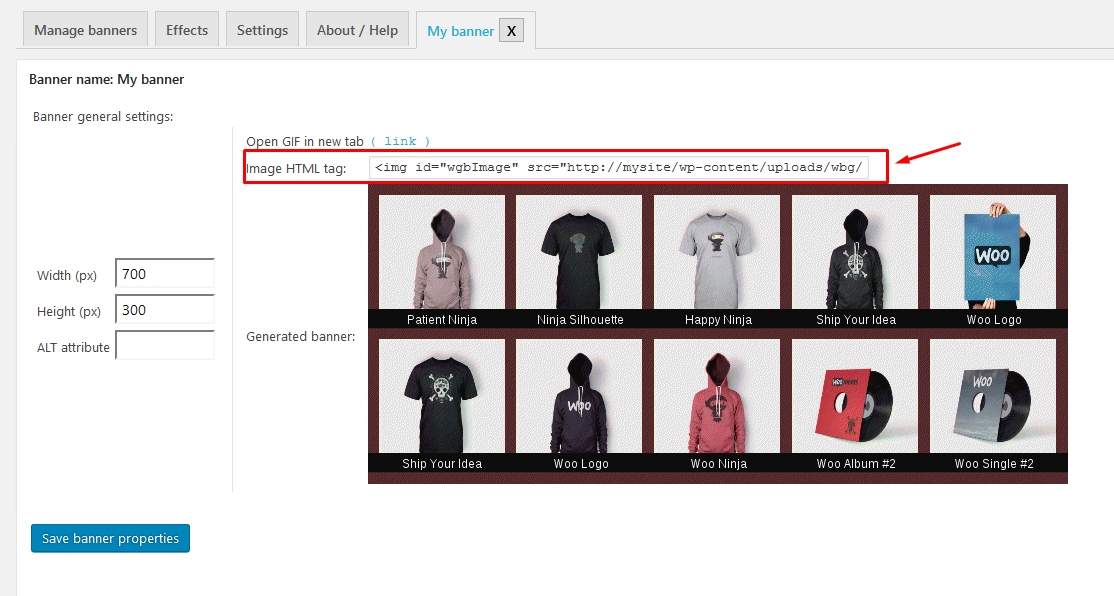 Manage banners
Effects
Settings
About / Help
My banner X
Banner name: My banner
Banner general settings:
Open GIF in new tab ( link )
Image HTML tag: <img id="wgbImage" src="http://mysite/wp-content/uploads/wbg/
Width (px) 700
Height (px) 300
ALT attribute
Generated banner:
WOO
Patient Ninja
Ninja Silhouette
Happy Ninja
Ship Your Idea
Woo Logo
WOO
WOO
Ship Your Idea
Woo Logo
Woo Ninja
Woo Album #2
Woo Single #2
Save banner properties